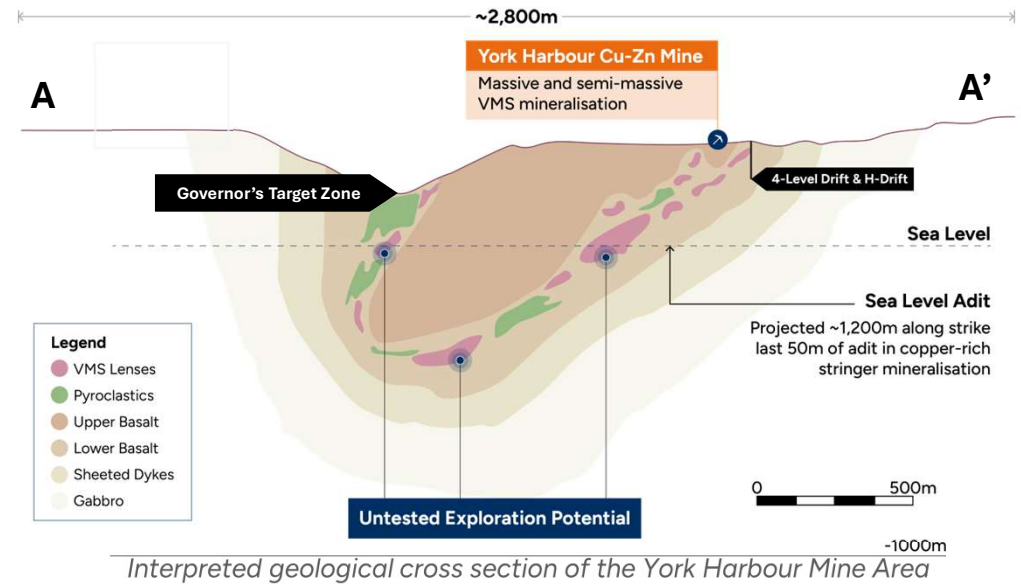 ~2,800m
York Harbour Cu-Zn Mine
Massive and semi-massive
VMS mineralisation
A
A’
Governor’s Target Zone
4-Level Drift & H-Drift
Sea Level
Sea Level Adit
Projected ~1,200m along strike
last 50m of adit in copper-rich
stringer mineralisation
Legend
VMS Lenses
Pyroclastics
Upper Basalt
Lower Basalt
Sheeted Dykes
Gabbro
0
500m
Untested Exploration Potential
-1000m
Interpreted geological cross section of the York Harbour Mine Area